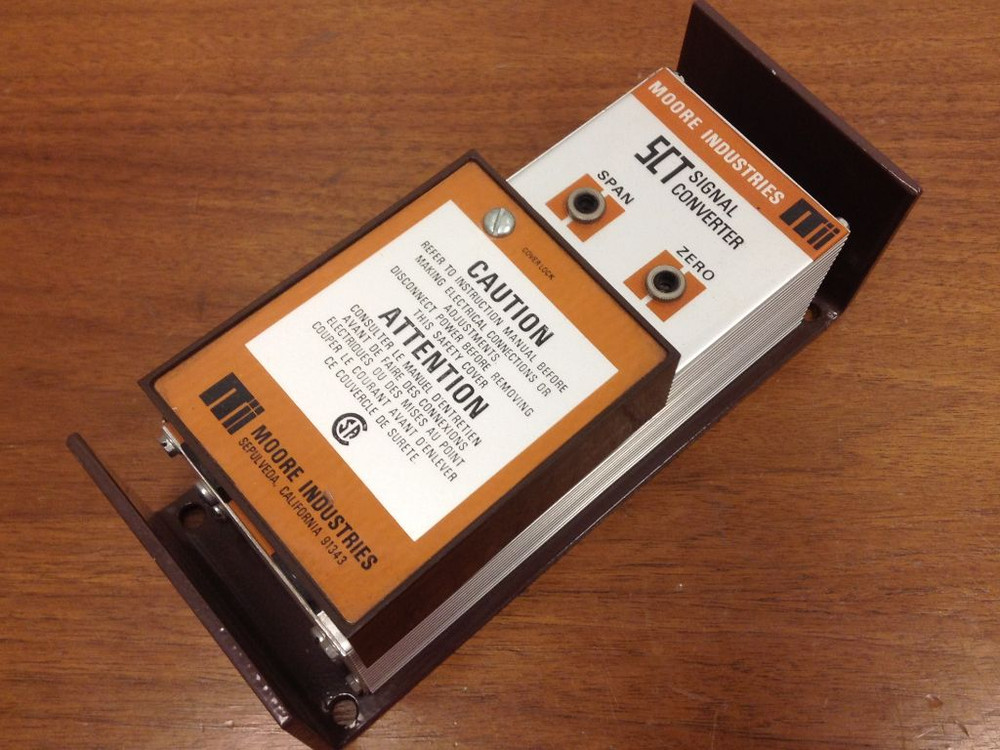 MOORE INDUSTRIES
SCT SIGNAL
CONVERTER
SPAN
ZERO
COVER LOCK
CAUTION
REFER TO INSTRUCTION MANUAL BEFORE
MAKING ELECTRICAL CONNECTIONS OR
ADJUSTMENTS.
DISCONNECT POWER BEFORE REMOVING
THIS SAFETY COVER
ATTENTION
CONSULTER LE MANUEL D'ENTRETIEN
AVANT DE FAIRE DES CONNEXIONS
ELECTRIQUES OU DES MISES AU POINT
COUPER LE COURANT AVANT D'ENLEVER
CE COUVERCLE DE SURETE.
MOORE INDUSTRIES
SEPULVEDA, CALIFORNIA 91343